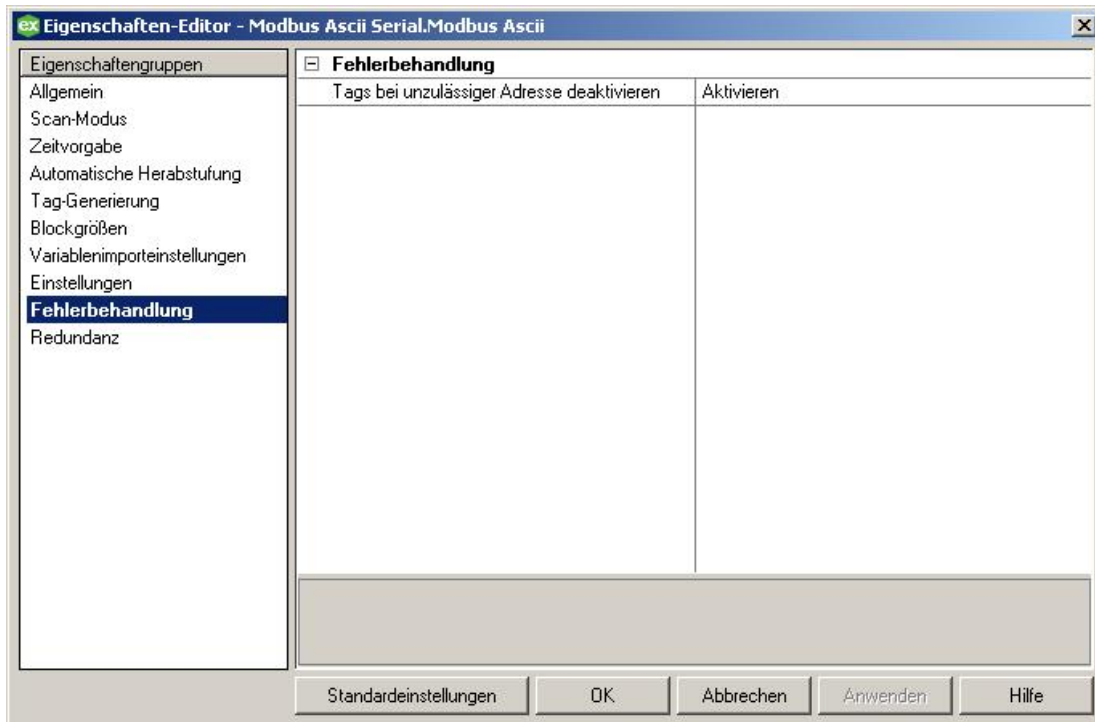 ex Eigenschaften-Editor - Modbus Ascii Serial.Modbus Ascii
Eigenschaftengruppen
Allgemein
Scan-Modus
Zeitvorgabe
Automatische Herabstufung
Tag-Generierung
Blockgrößen
Variablenimporteinstellungen
Einstellungen
Fehlerbehandlung
Redundanz
Fehlerbehandlung
Tags bei unzulässiger Adresse deaktivieren Aktivieren
Standardeinstellungen OK Abbrechen Anwenden Hilfe